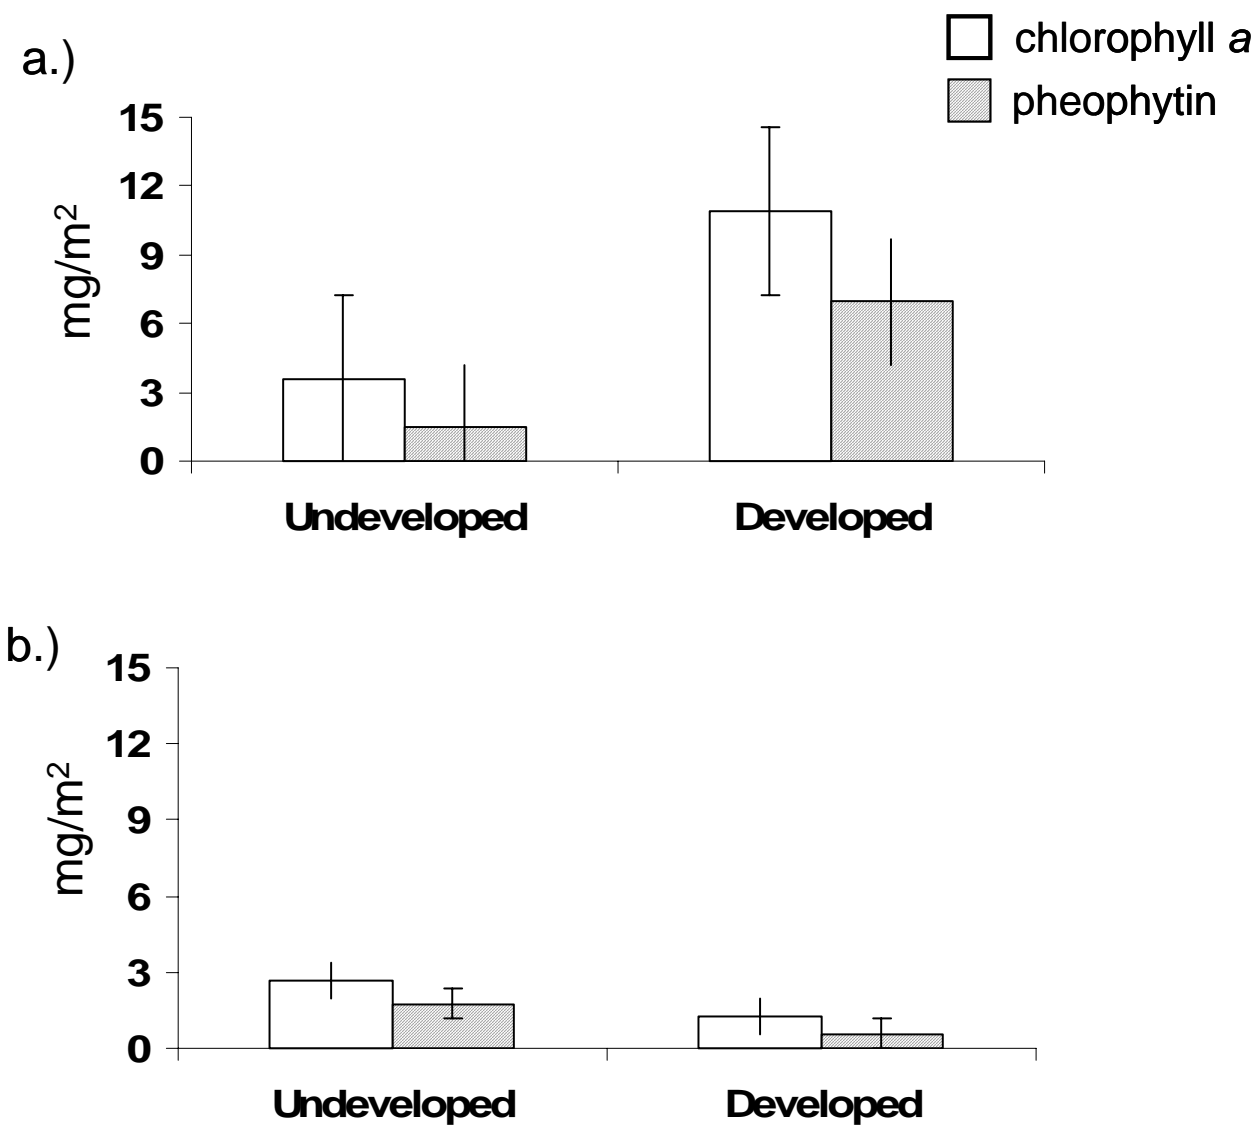 chlorophyll a
pheophytin
a.)
15
12
9
6
3
0
mg/m²
Undeveloped Developed
b.)
15
12
9
6
3
0
mg/m²
Undeveloped Developed